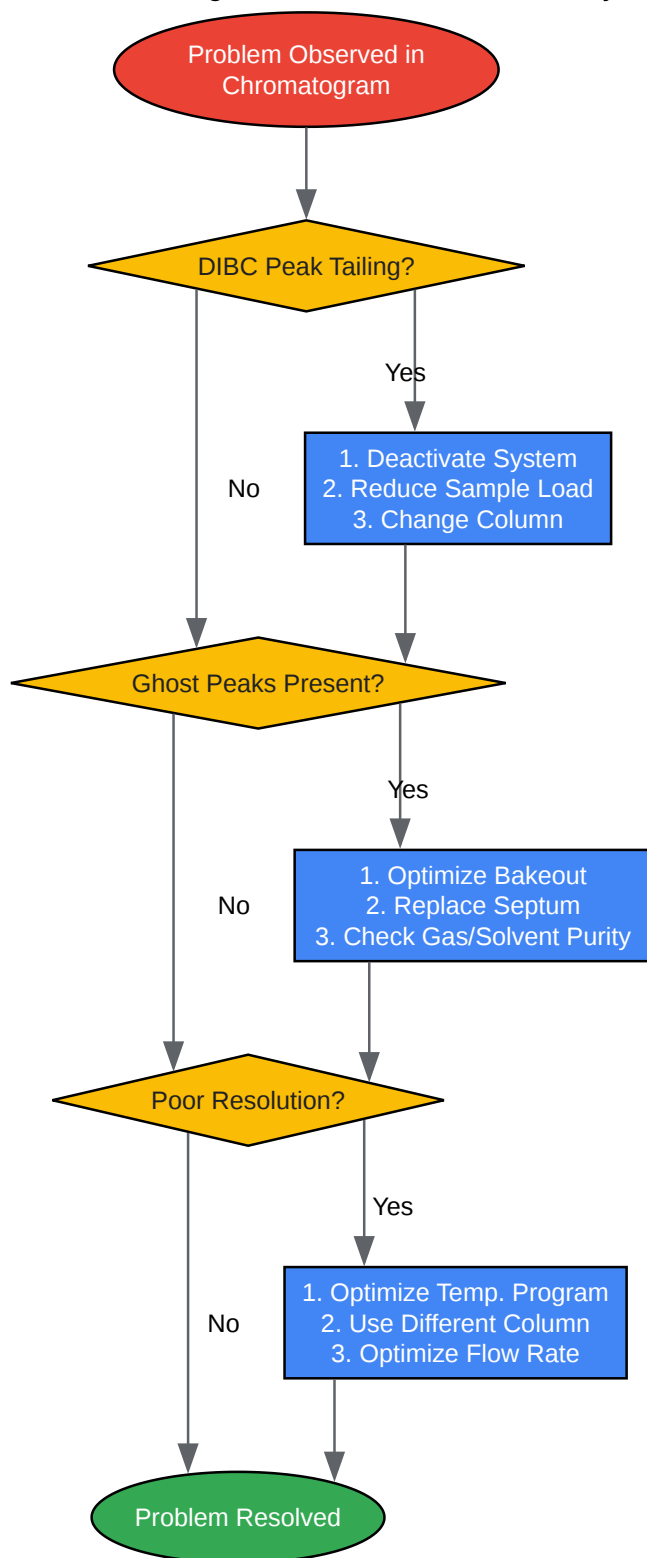 Problem Observed in
Chromatogram
DIBC Peak Tailing?
Yes
1. Deactivate System
2. Reduce Sample Load
3. Change Column
No
Ghost Peaks Present?
Yes
1. Optimize Bakeout
2. Replace Septum
3. Check Gas/Solvent Purity
No
Poor Resolution?
Yes
1. Optimize Temp. Program
2. Use Different Column
3. Optimize Flow Rate
No
Problem Resolved